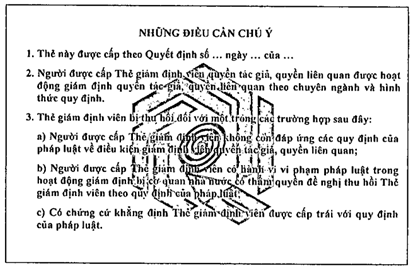 NHỮNG ĐIỀU CẦN CHÚ Ý
1. Thẻ này được cấp theo Quyết định số ... ngày ... của ...
2. Người được cấp Thẻ giám định viên quyền tác giả, quyền liên quan được hoạt
động giám định quyền tác giả, quyền liên quan theo chuyên ngành và hình
thức quy định.
3. Thẻ giám định viên bị thu hồi đối với một trong các trường hợp sau đây:
a) Người được cấp Thẻ giám định viên không còn đáp ứng các quy định của
pháp luật về điều kiện giám định viên quyền tác giả, quyền liên quan;
b) Người được cấp Thẻ giám định viên có hành vi vi phạm pháp luật trong
hoạt động giám định bị cơ quan nhà nước có thẩm quyền đề nghị thu hồi Thẻ
giám định viên theo quy định của pháp luật;
c) Có chứng cứ khẳng định Thẻ giám định viên được cấp trái với quy định
của pháp luật.